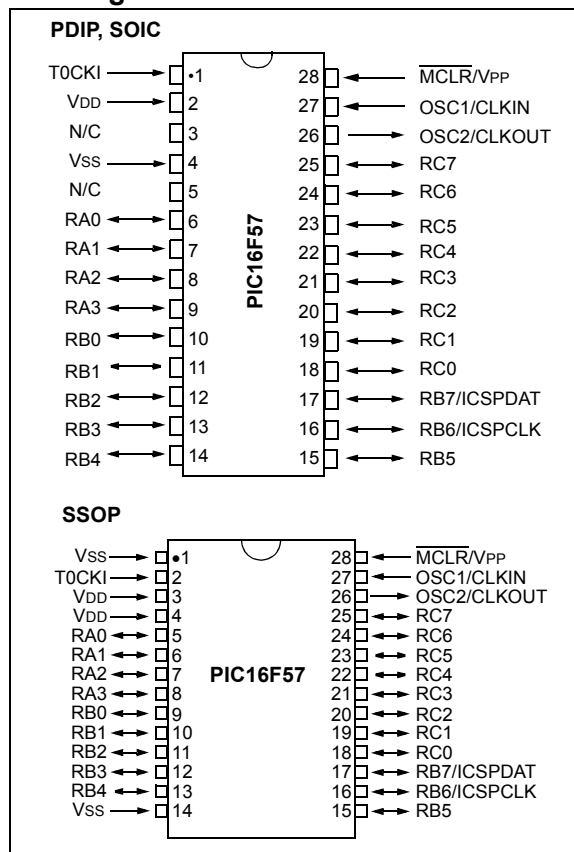 PDIP, SOIC
T0CKI •1 28 MCLR/VPP
VDD 2 27 OSC1/CLKIN
N/C 3 26 OSC2/CLKOUT
VSS 4 25 RC7
N/C 5 24 RC6
RA0 6 23 RC5
RA1 7 22 RC4
RA2 8 21 RC3
RA3 9 20 RC2
RB0 10 19 RC1
RB1 11 18 RC0
RB2 12 17 RB7/ICSPDAT
RB3 13 16 RB6/ICSPCLK
RB4 14 15 RB5
PIC16F57
SSOP
VSS •1 28 MCLR/VPP
T0CKI 2 27 OSC1/CLKIN
VDD 3 26 OSC2/CLKOUT
VDD 4 25 RC7
RA0 5 24 RC6
RA1 6 23 RC5
RA2 7 22 RC4
RA3 8 21 RC3
RB0 9 20 RC2
RB1 10 19 RC1
RB2 11 18 RC0
RB3 12 17 RB7/ICSPDAT
RB4 13 16 RB6/ICSPCLK
VSS 14 15 RB5
PIC16F57